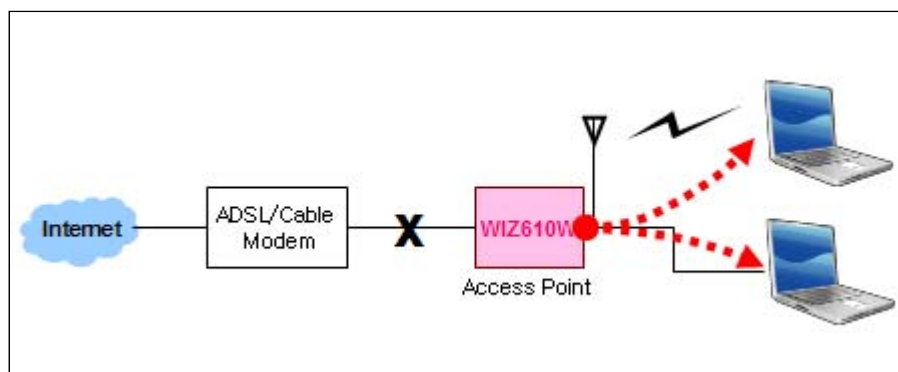 Internet
ADSL/Cable
Modem
X
WIZ610W
Access Point